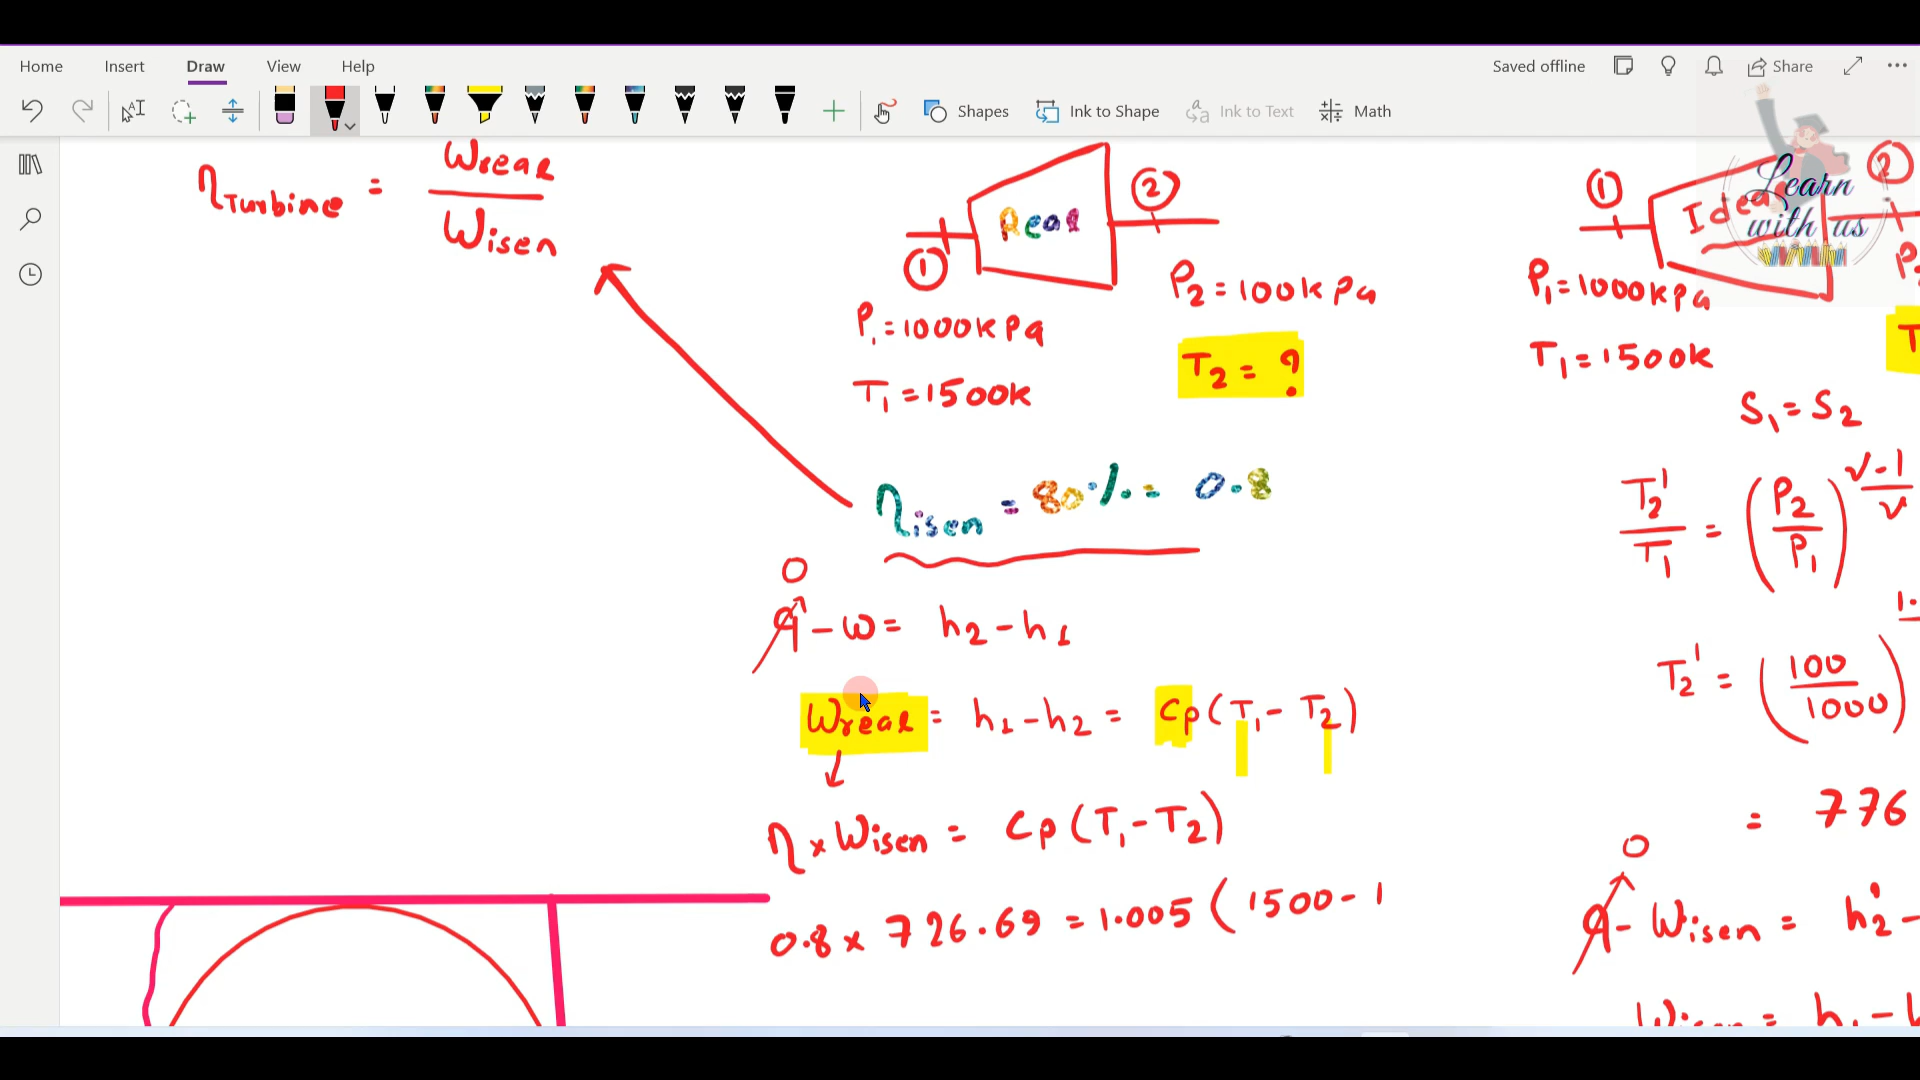 Home Insert Draw View Help Saved offline Share
Shapes Ink to Shape Ink to Text Math
ηTurbine = Wreal / Wisen
Real
①
②
P1 = 1000kPa
T1 = 1500k
P2 = 100kPa
T2 = ?
ηisen = 80% = 0.8
0
q - w = h2 - h1
Wreal = h1 - h2 = Cp (T1 - T2)
η x Wisen = Cp (T1 - T2)
0.8 x 726.69 = 1.005 ( 1500 - 1
①
②
Ideal
Learn
with us
P1 = 1000kPa
T1 = 1500k
S1 = S2
T2' / T1 = (P2 / P1) γ-1 / γ
T2' = (100 / 1000)
= 776
0
q - Wisen = h2' -
Wisen = h1 - h